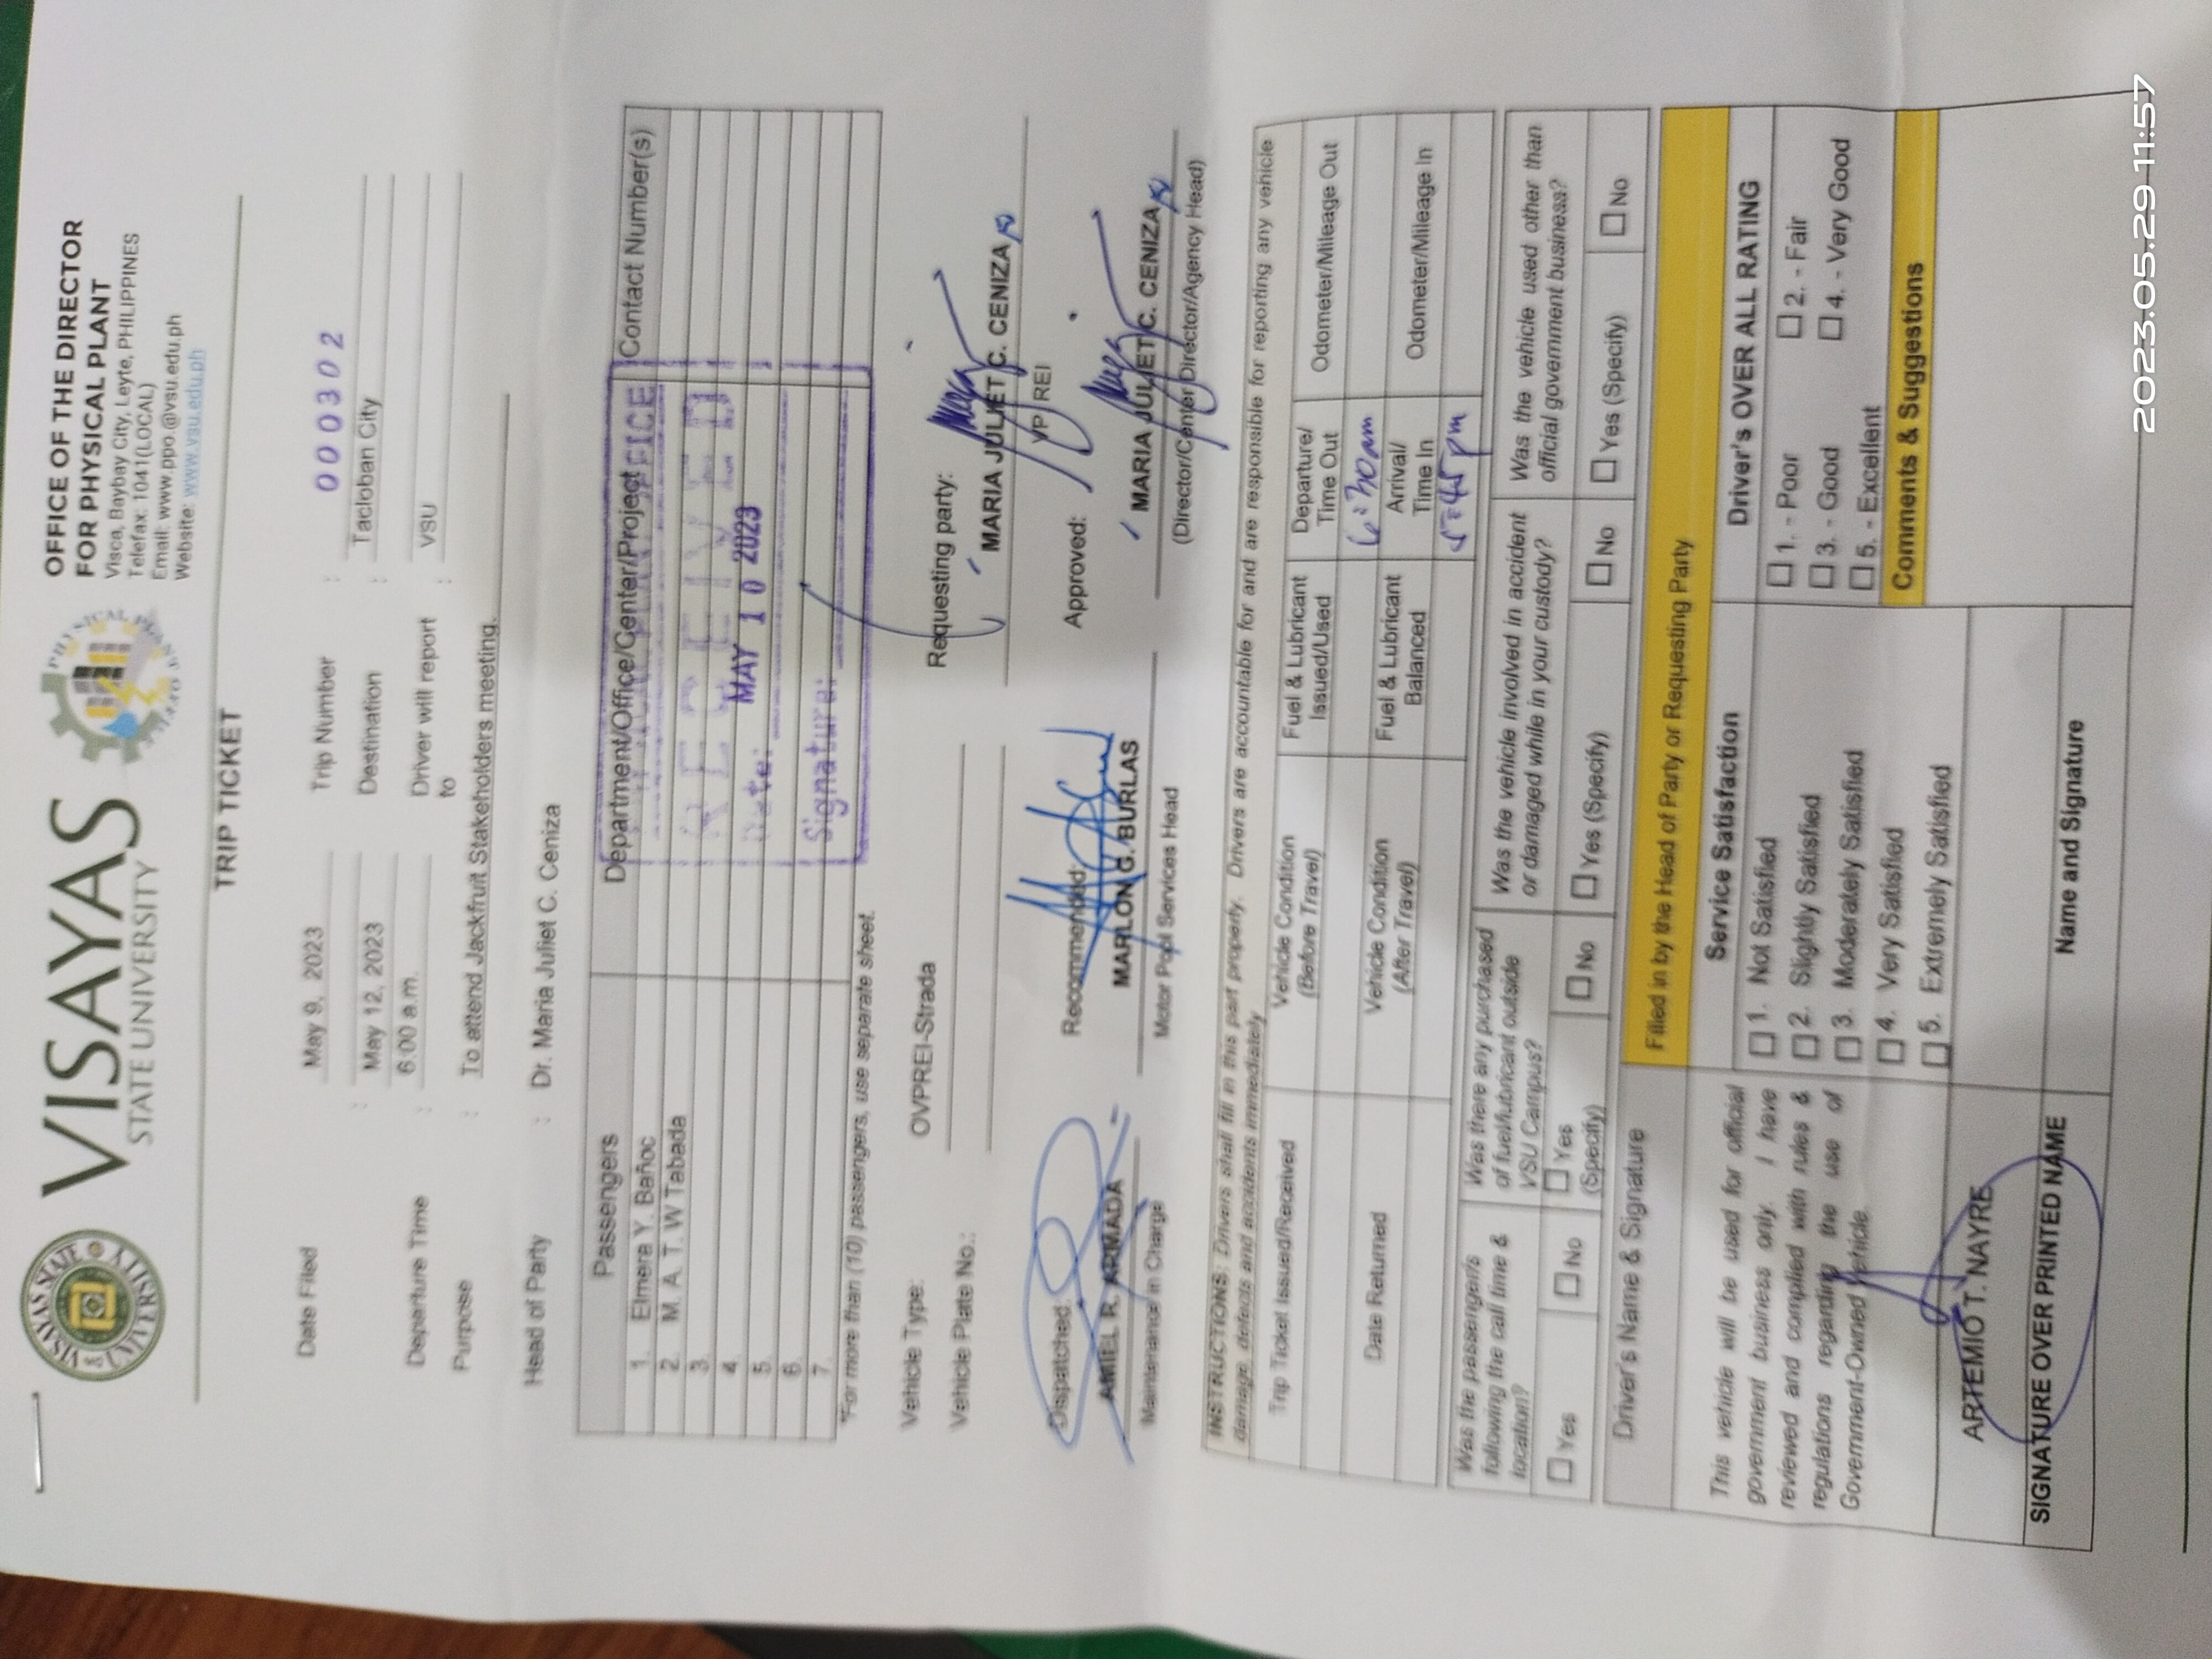 VISAYAS
STATE UNIVERSITY
OFFICE OF THE DIRECTOR
FOR PHYSICAL PLANT
Visca, Baybay City, Leyte, PHILIPPINES
Telefax: 1041(LOCAL)
Email: www.ppo.@vsu.edu.ph
Website: www.vsu.edu.ph
TRIP TICKET
Date Filed May 9, 2023 Trip Number : 000302
: May 12, 2023 Destination : Tacloban City
Departure Time : 6:00 a.m. Driver will report to : VSU
Purpose : To attend Jackfruit Stakeholders meeting.
Head of Party : Dr. Maria Juliet C. Ceniza
Passengers Department/Office/Center/Project Contact Number(s)
1. Elmera Y. Bañoc
2. M. A. T. W Tabada
3.
4.
5.
6.
7.
RECEIVED
Date: MAY 10 2023
Signature:
*For more than (10) passengers, use separate sheet.
Vehicle Type: OVPREI-Strada
Vehicle Plate No.:
Requesting party:
MARIA JULIET C. CENIZA
VP REI
Dispatched: Recommended: Approved:
AMIEL R. ARMADA MARLON G. BURLAS MARIA JULIET C. CENIZA
Maintenance in Charge Motor Pool Services Head (Director/Center Director/Agency Head)
INSTRUCTIONS: Drivers shall fill in this part properly. Drivers are accountable for and are responsible for reporting any vehicle
damage, defects and accidents immediately
Trip Ticket Issued/Received Vehicle Condition (Before Travel) Fuel & Lubricant Issued/Used Departure/ Time Out Odometer/Mileage Out
6:30am
Date Returned Vehicle Condition (After Travel) Fuel & Lubricant Balanced Arrival/ Time In Odometer/Mileage In
5:45 pm
Was the passenger/s following the call time & location?
☐ Yes ☐ No
Was there any purchased of fuel/lubricant outside VSU Campus?
☐ Yes (Specify) ☐ No
Was the vehicle involved in accident or damaged while in your custody?
☐ Yes (Specify) ☐ No
Was the vehicle used other than official government business?
☐ Yes (Specify) ☐ No
Driver's Name & Signature Filled in by the Head of Party or Requesting Party
This vehicle will be used for official
government business only. I have
reviewed and complied with rules &
regulations regarding the use of
Government-Owned Vehicle.
ARTEMIO T. NAYRE
SIGNATURE OVER PRINTED NAME
Service Satisfaction
☐ 1. Not Satisfied
☐ 2. Slightly Satisfied
☐ 3. Moderately Satisfied
☐ 4. Very Satisfied
☐ 5. Extremely Satisfied
Name and Signature
Driver's OVER ALL RATING
☐ 1. - Poor ☐ 2. - Fair
☐ 3. - Good ☐ 4. - Very Good
☐ 5. - Excellent
Comments & Suggestions
2023.05.29 11:57